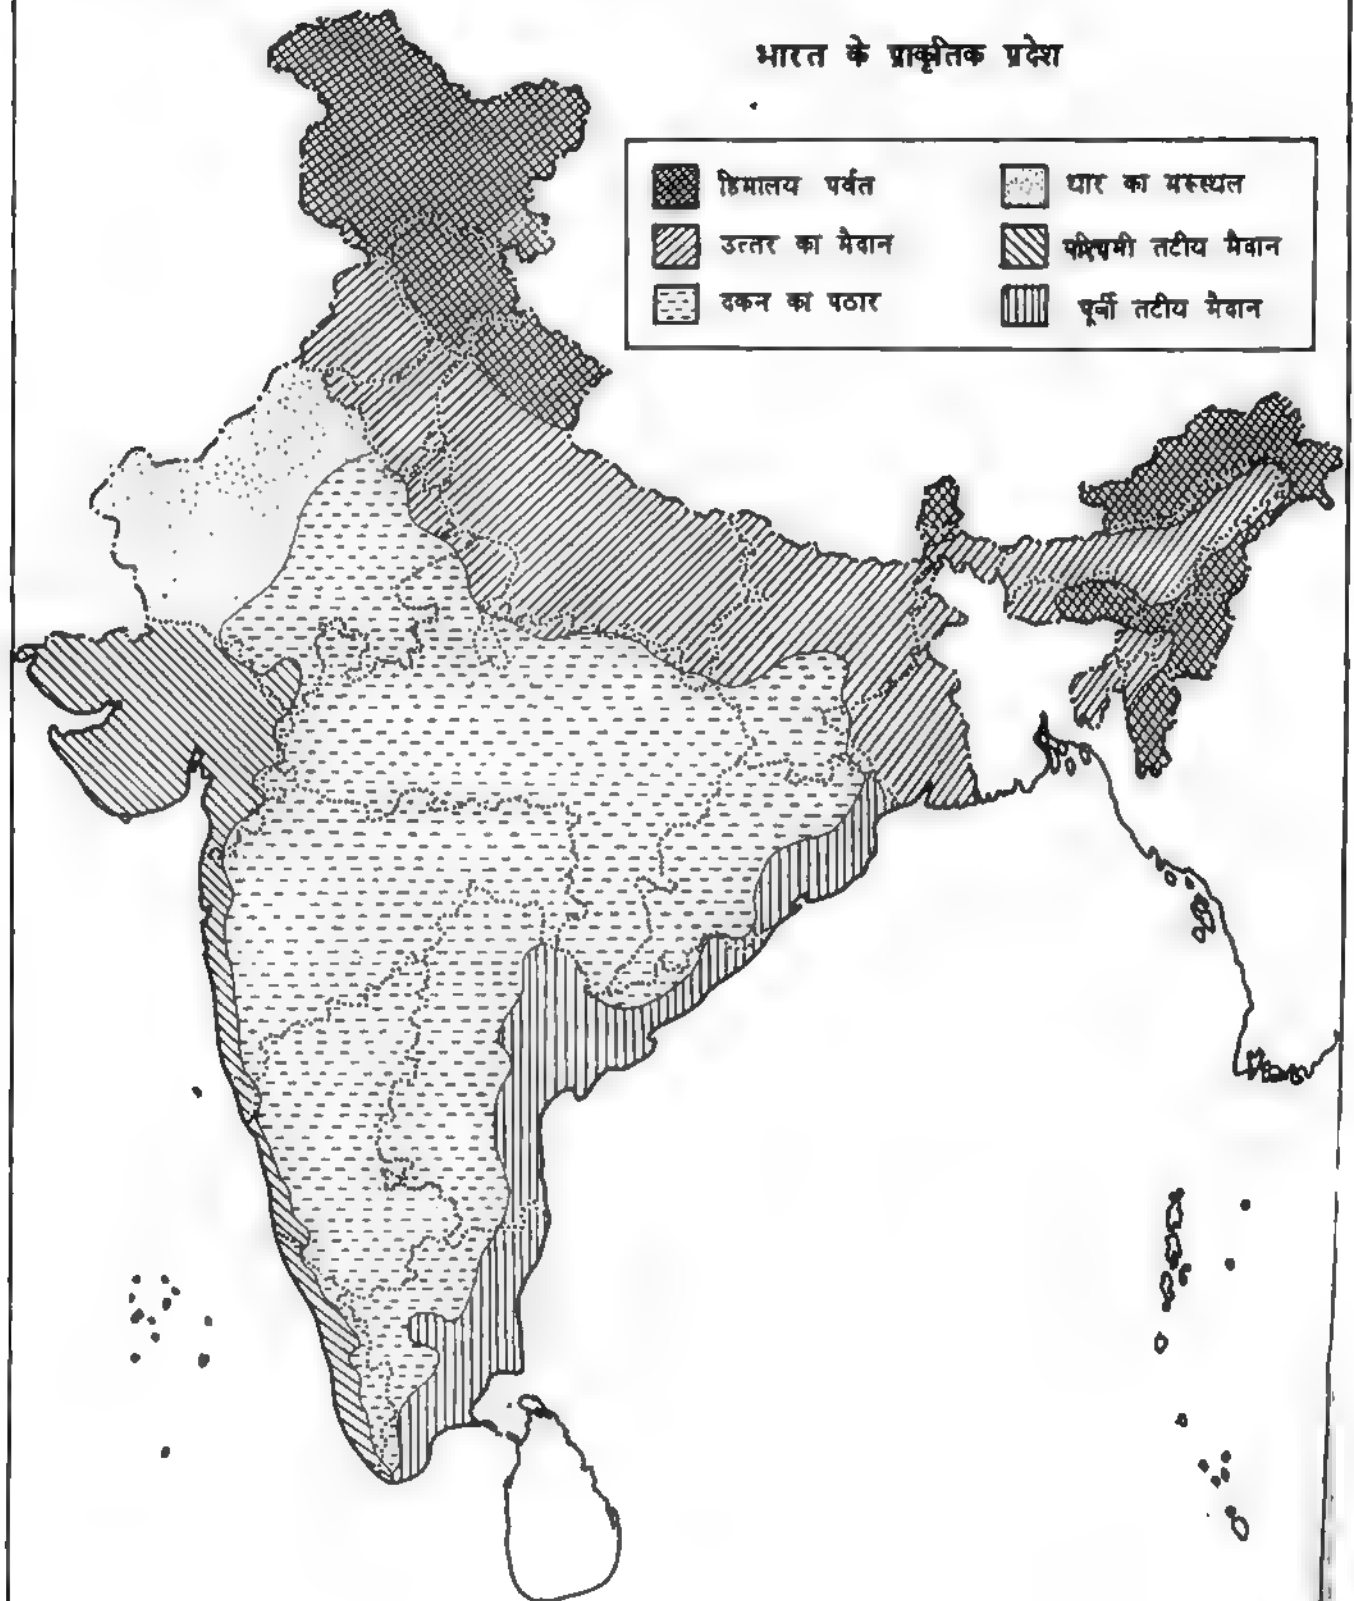 भारत के प्राकृतिक प्रदेश
हिमालय पर्वत
थार का मरूस्थल
उत्तर का मैदान
पश्चिमी तटीय मैदान
दकन का पठार
पूर्वी तटीय मैदान